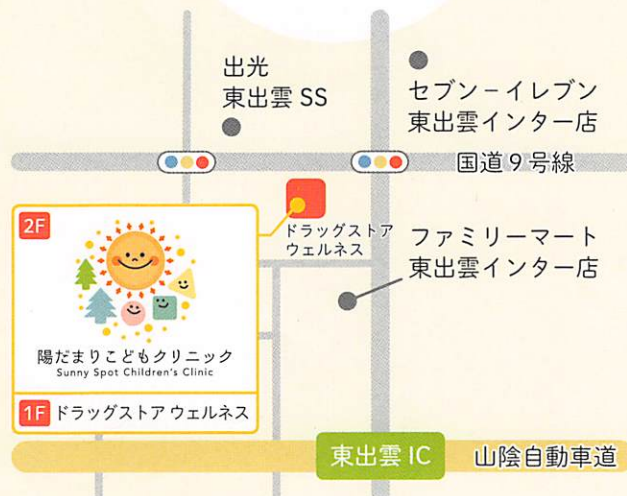 出光
東出雲 SS
セブン－イレブン
東出雲インター店
国道9号線
2F
ドラッグストア
ウェルネス
ファミリーマート
東出雲インター店
陽だまりこどもクリニック
Sunny Spot Children's Clinic
1F ドラッグストア ウェルネス
東出雲 IC
山陰自動車道